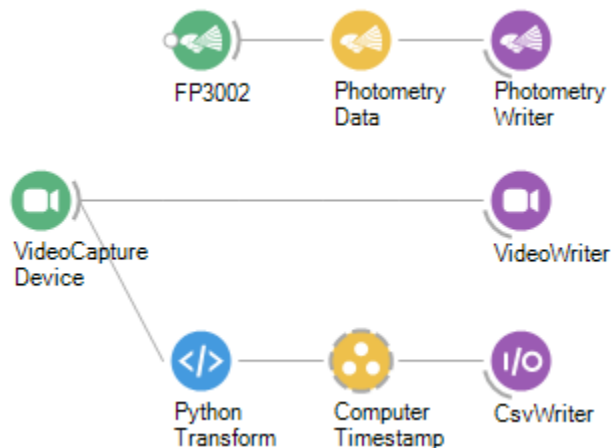 FP3002
Photometry
Data
Photometry
Writer
VideoCapture
Device
VideoWriter
</>
Python
Transform
Computer
Timestamp
I/O
CsvWriter